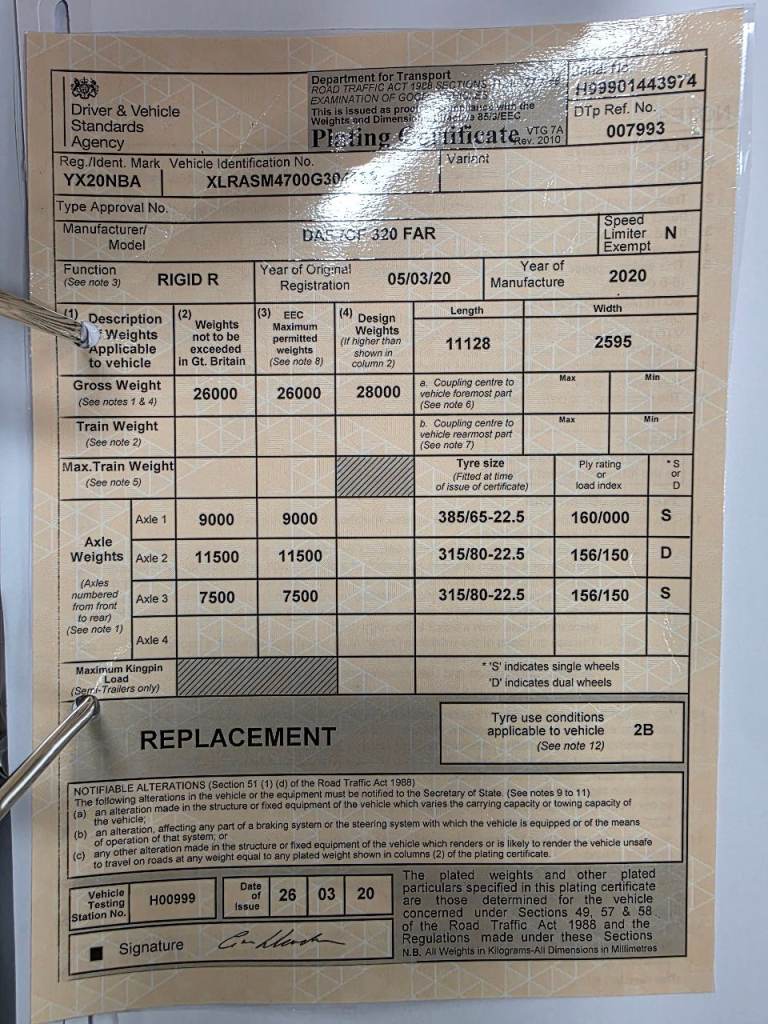 Driver & Vehicle
Standards
Agency
Department for Transport
ROAD TRAFFIC ACT 1988 SECTIONS
EXAMINATION OF
This is issued as with the
Weights and 85/3/EEC
Plating Certificate VTG 7A
Rev. 2010
Serial No
H99901443974
DTp Ref. No.
007993
Reg./Ident. Mark Vehicle Identification No. Variant
YX20NBA XLRASM4700G30
Type Approval No.
Manufacturer/
Model
DAF /CF 320 FAR
Speed
Limiter
Exempt N
Function
(See note 3) RIGID R
Year of Original
Registration 05/03/20
Year of
Manufacture 2020
(1) Description
of Weights
Applicable
to vehicle
(2) Weights
not to be
exceeded
in Gt. Britain
(3) EEC
Maximum
permitted
weights
(See note 8)
(4) Design
Weights
(If higher than
shown in
column 2)
Length
11128
Width
2595
Gross Weight
(See notes 1 & 4)
26000 26000 28000
a. Coupling centre to
vehicle foremost part
(See note 6)
Max Min
Train Weight
(See note 2)
b. Coupling centre to
vehicle rearmost part
(See note 7)
Max Min
Max.Train Weight
(See note 5)
Tyre size
(Fitted at time
of issue of certificate)
Ply rating
or
load index
* S
or
D
Axle
Weights
(Axles
numbered
from front
to rear)
(See note 1)
Axle 1 9000 9000 385/65-22.5 160/000 S
Axle 2 11500 11500 315/80-22.5 156/150 D
Axle 3 7500 7500 315/80-22.5 156/150 S
Axle 4
Maximum Kingpin
Load
(Semi-Trailers only)
* 'S' indicates single wheels
'D' indicates dual wheels
REPLACEMENT
Tyre use conditions
applicable to vehicle 2B
(See note 12)
NOTIFIABLE ALTERATIONS (Section 51 (1) (d) of the Road Traffic Act 1988)
The following alterations in the vehicle or the equipment must be notified to the Secretary of State. (See notes 9 to 11)
(a) an alteration made in the structure or fixed equipment of the vehicle which varies the carrying capacity or towing capacity of
the vehicle;
(b) an alteration, affecting any part of a braking system or the steering system with which the vehicle is equipped or of the means
of operation of that system; or
(c) any other alteration made in the structure or fixed equipment of the vehicle which renders or is likely to render the vehicle unsafe
to travel on roads at any weight equal to any plated weight shown in columns (2) of the plating certificate.
Vehicle
Testing
Station No.
H00999
Date
of
Issue
26 03 20
Signature
The plated weights and other plated
particulars specified in this plating certificate
are those determined for the vehicle
concerned under Sections 49, 57 & 58
of the Road Traffic Act 1988 and the
Regulations made under these Sections
N.B. All Weights in Kilograms-All Dimensions in Millimetres